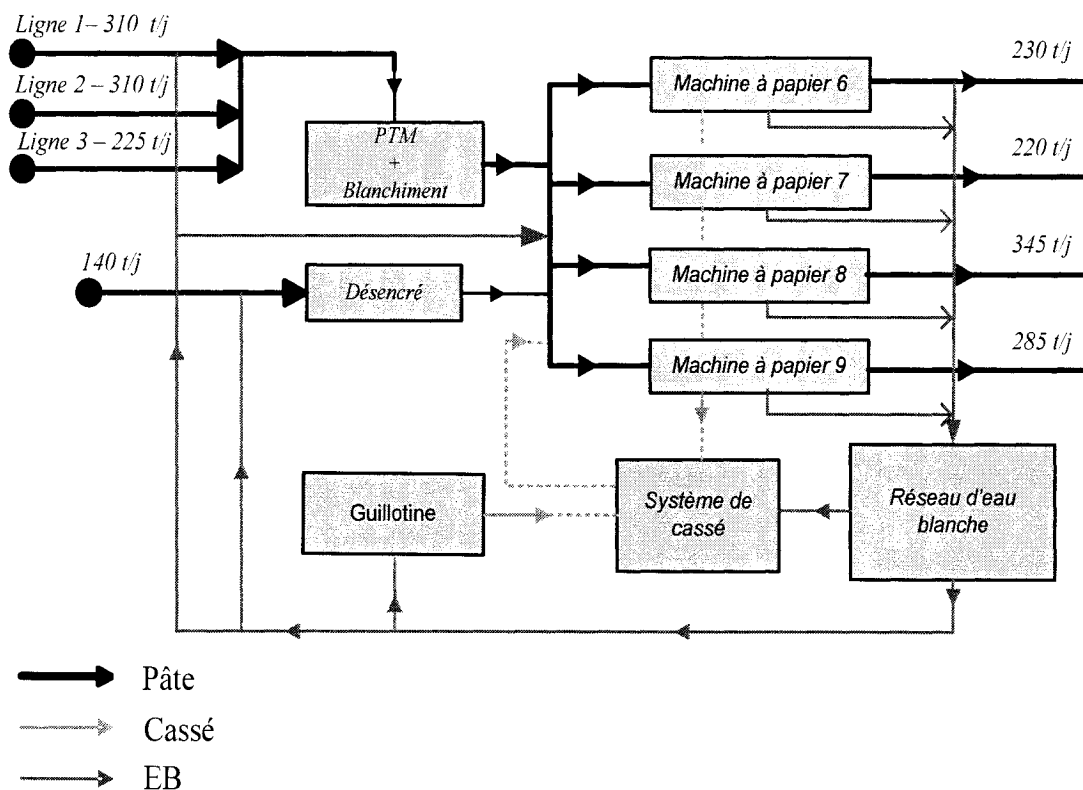 Ligne 1– 310 t/j
Ligne 2 – 310 t/j
Ligne 3 – 225 t/j
PTM
+
Blanchiment
140 t/j
Désencré
Machine à papier 6
Machine à papier 7
Machine à papier 8
Machine à papier 9
230 t/j
220 t/j
345 t/j
285 t/j
Guillotine
Système de
cassé
Réseau d'eau
blanche
Pâte
Cassé
EB